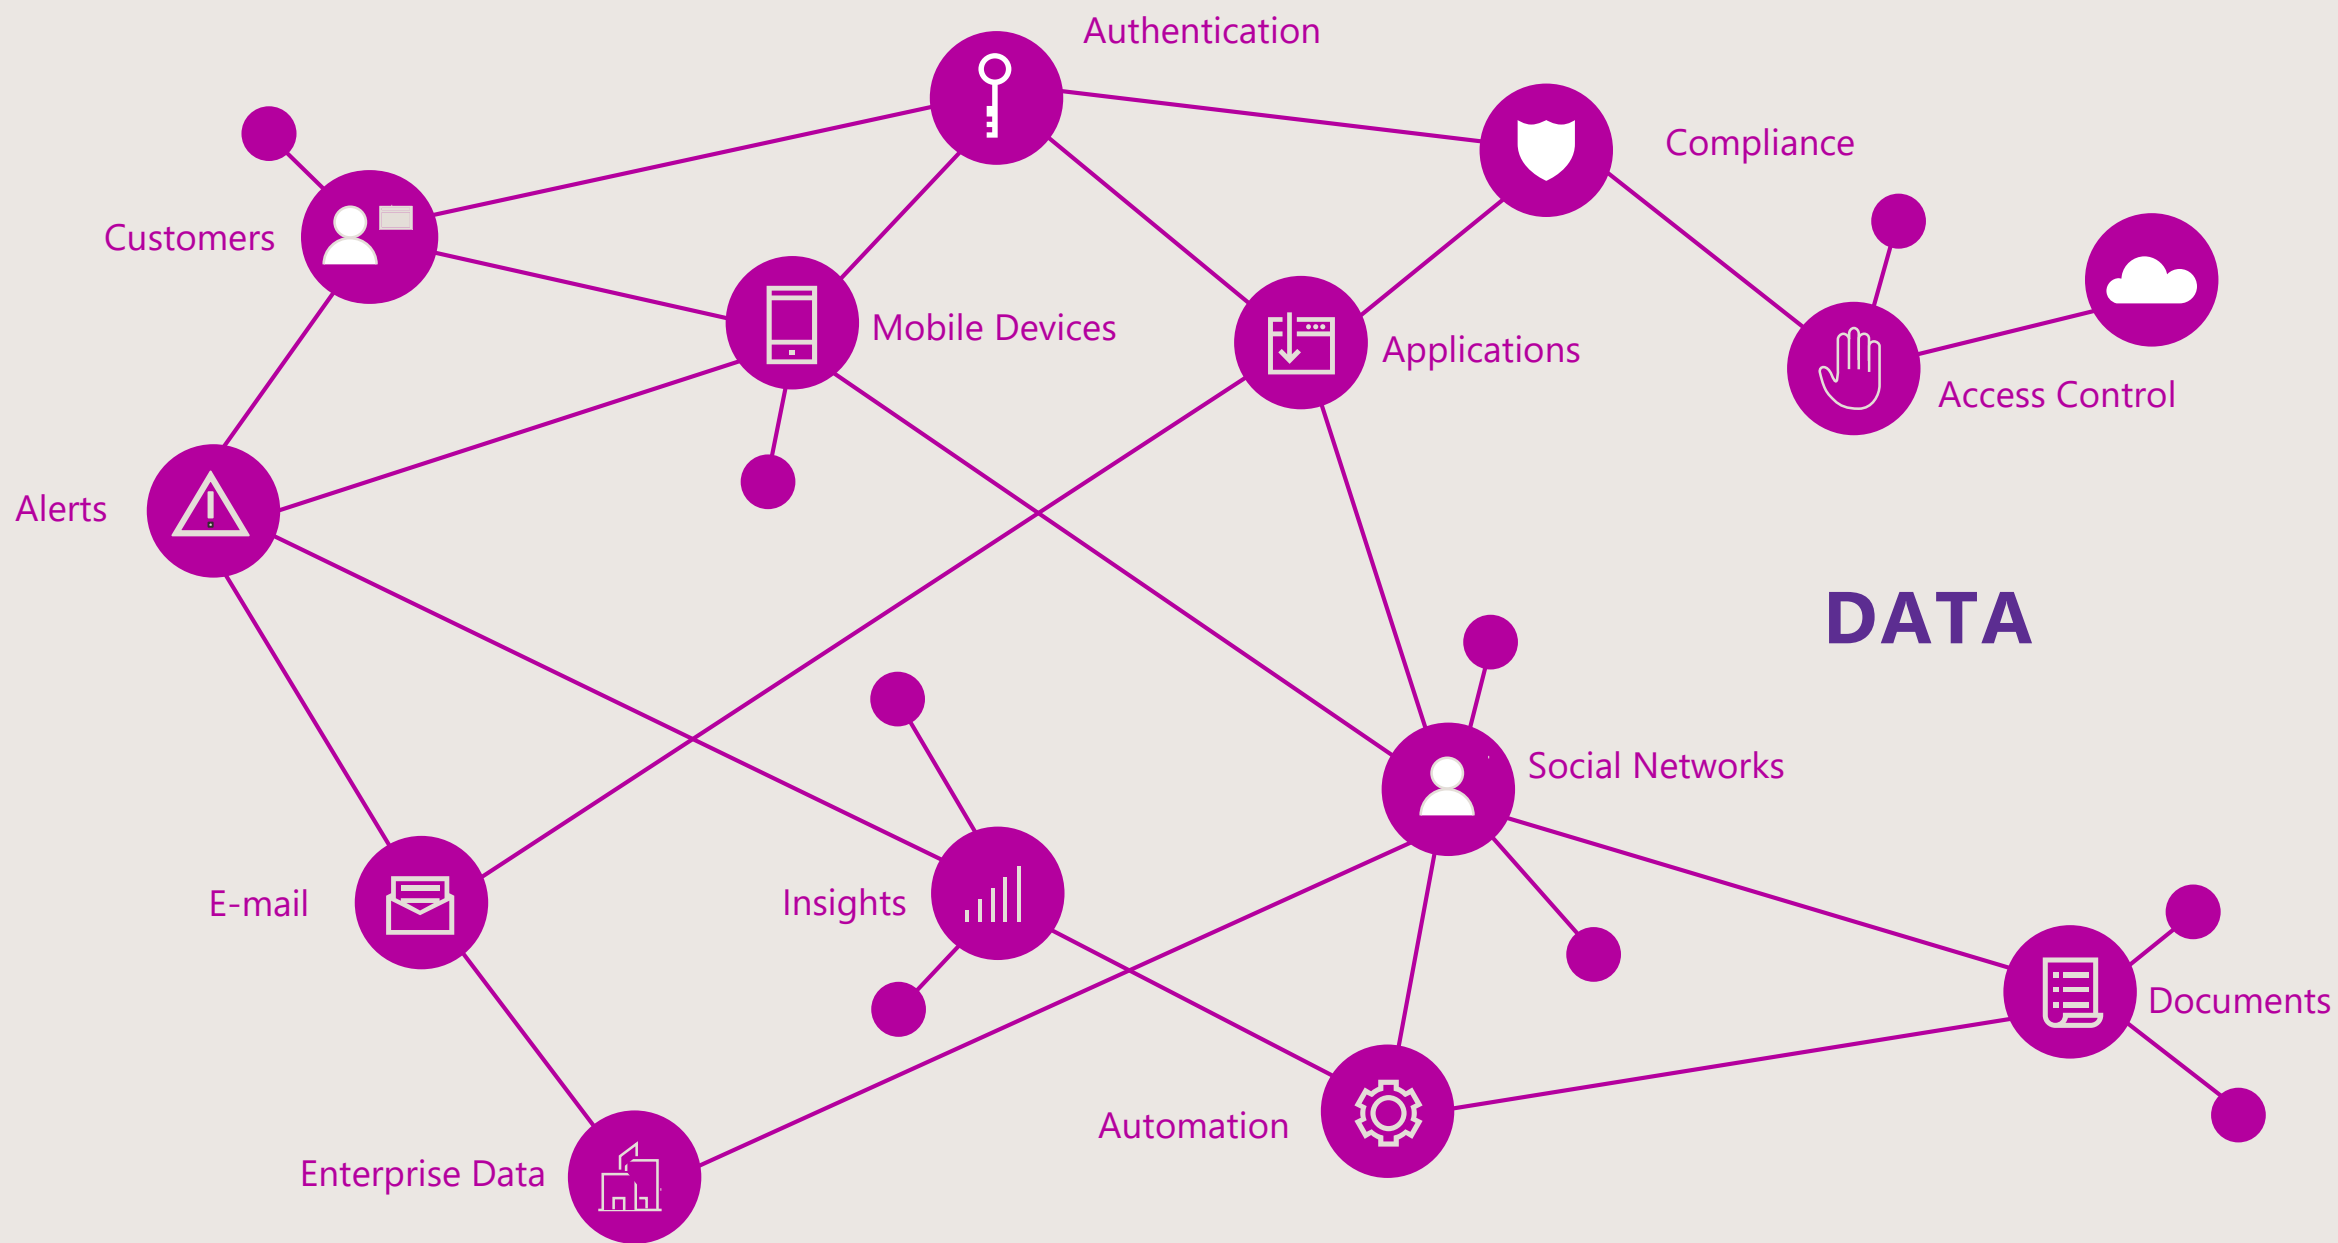 Authentication
Compliance
Customers
Mobile Devices
Applications
Access Control
Alerts
DATA
Social Networks
E-mail
Insights
Documents
Automation
Enterprise Data